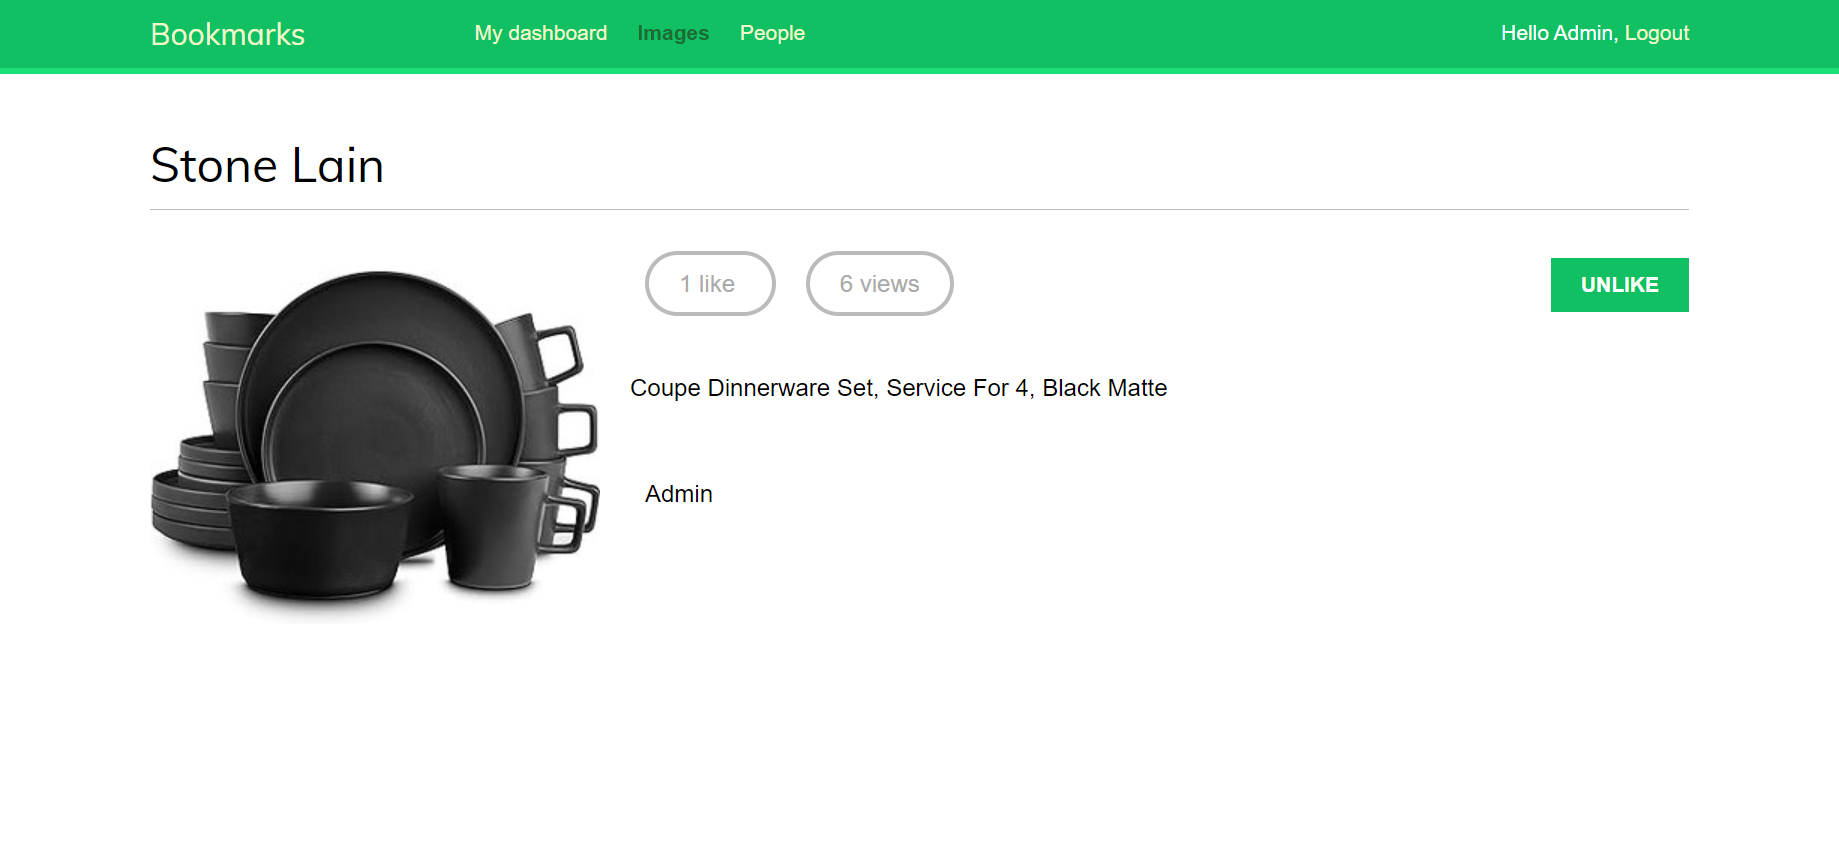 Bookmarks My dashboard Images People Hello Admin, Logout
Stone Lain
1 like 6 views UNLIKE
Coupe Dinnerware Set, Service For 4, Black Matte
Admin